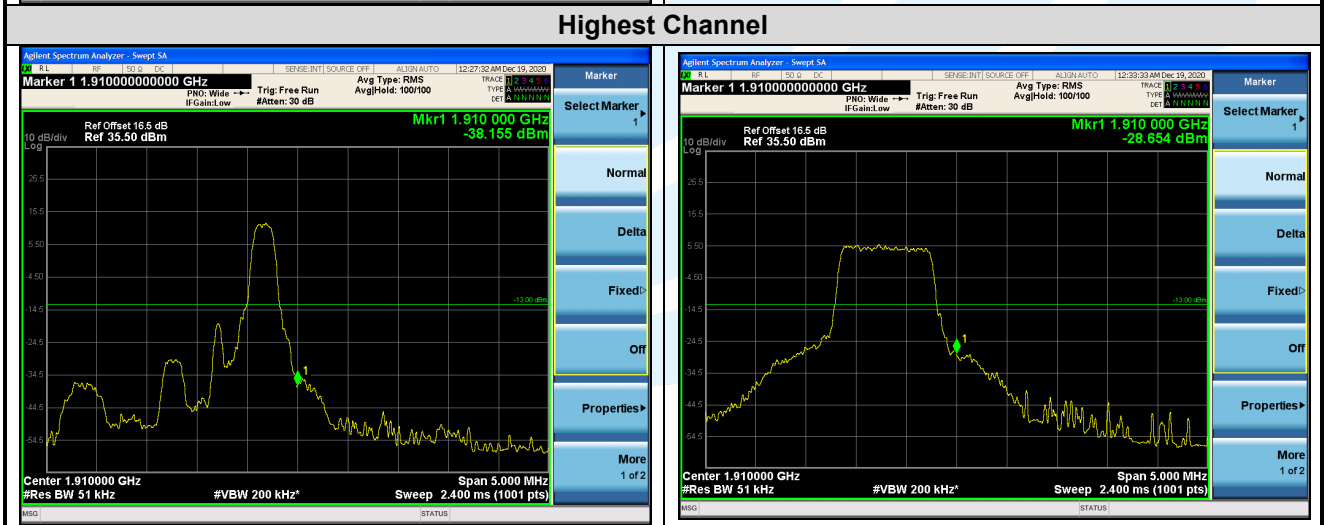 Highest Channel
Agilent Spectrum Analyzer - Swept SA
RL RF 50 Ω DC SENSE:INT SOURCE OFF ALIGN AUTO 12:27:32 AM Dec 19, 2020
Marker 1 1.910000000000 GHz
PNO: Wide
IFGain:Low
Trig: Free Run
#Atten: 30 dB
Avg Type: RMS
Avg|Hold: 100/100
TRACE 1 2 3 4 5 6
TYPE A
DET A N N N N N
Ref Offset 16.5 dB
Ref 35.50 dBm
10 dB/div
Log
Mkr1 1.910 000 GHz
-38.155 dBm
25.5
15.5
5.50
-4.50
-14.5
-24.5
-34.5
-44.5
-54.5
-13.00 dBm
1
Center 1.910000 GHz
Span 5.000 MHz
#Res BW 51 kHz
#VBW 200 kHz*
Sweep 2.400 ms (1001 pts)
MSG
STATUS
Marker
Select Marker
1
Normal
Delta
Fixed
Off
Properties
More
1 of 2
Agilent Spectrum Analyzer - Swept SA
RL RF 50 Ω DC SENSE:INT SOURCE OFF ALIGN AUTO 12:33:33 AM Dec 19, 2020
Marker 1 1.910000000000 GHz
PNO: Wide
IFGain:Low
Trig: Free Run
#Atten: 30 dB
Avg Type: RMS
Avg|Hold: 100/100
TRACE 1 2 3 4 5 6
TYPE A
DET A N N N N N
Ref Offset 16.5 dB
Ref 35.50 dBm
10 dB/div
Log
Mkr1 1.910 000 GHz
-28.654 dBm
25.5
15.5
5.50
-4.50
-14.5
-24.5
-34.5
-44.5
-54.5
-13.00 dBm
1
Center 1.910000 GHz
Span 5.000 MHz
#Res BW 51 kHz
#VBW 200 kHz*
Sweep 2.400 ms (1001 pts)
MSG
STATUS
Marker
Select Marker
1
Normal
Delta
Fixed
Off
Properties
More
1 of 2